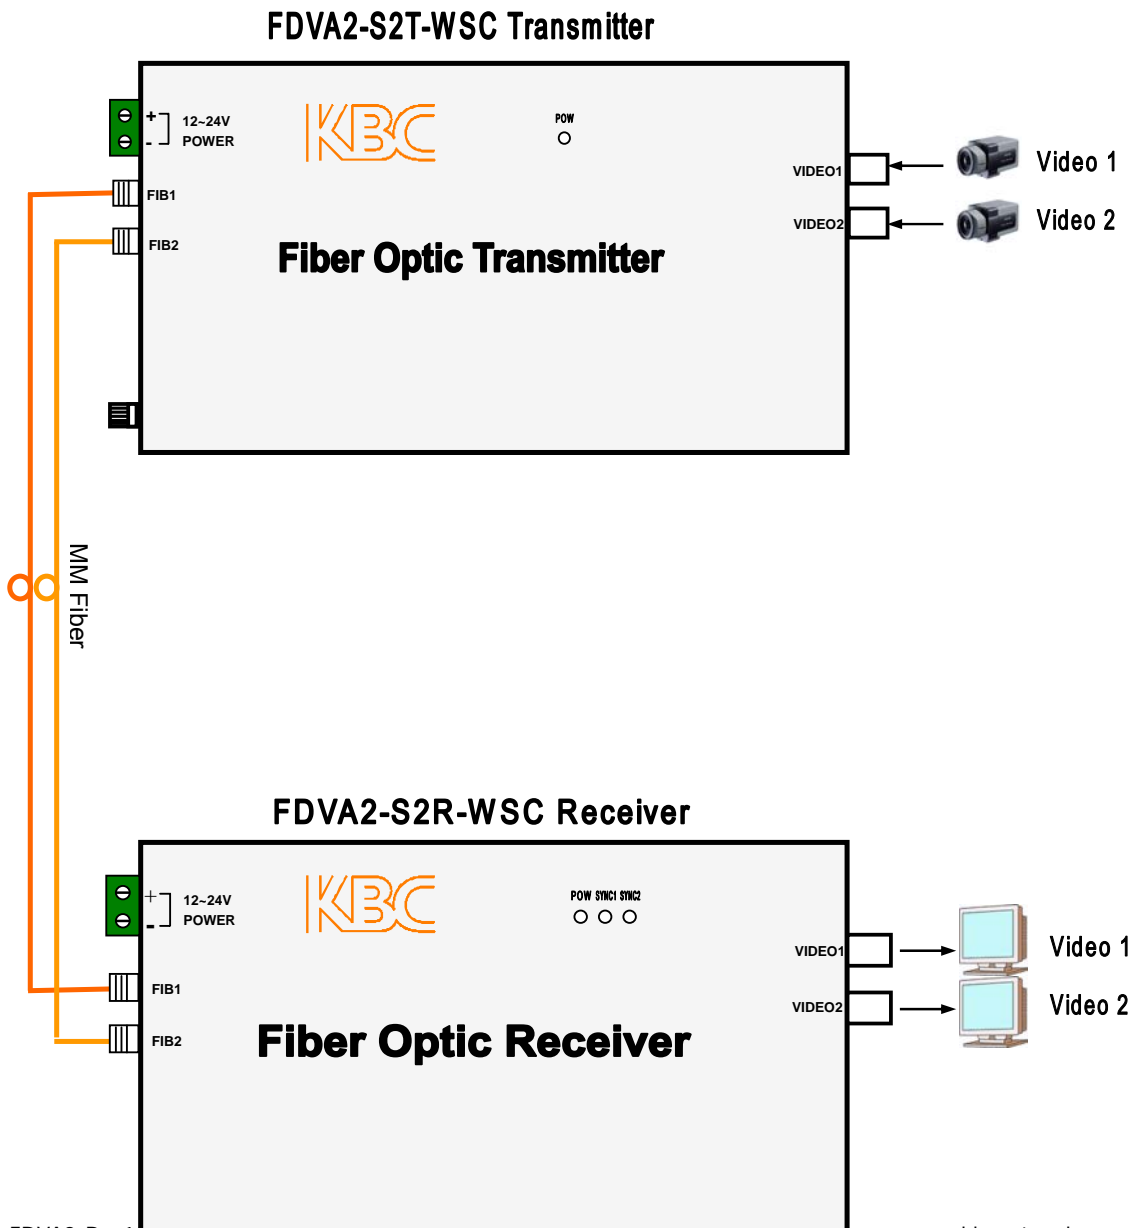 FDVA2-S2T-WSC Transmitter
+ 12~24V
- POWER
KBC
POW
FIB1
FIB2
VIDEO1
VIDEO2
Video 1
Video 2
Fiber Optic Transmitter
MM Fiber
FDVA2-S2R-WSC Receiver
+ 12~24V
- POWER
KBC
POW SYNC1 SYNC2
FIB1
FIB2
VIDEO1
VIDEO2
Video 1
Video 2
Fiber Optic Receiver